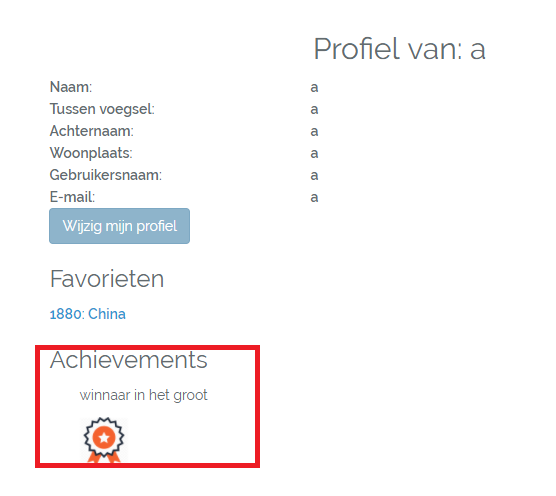 Profiel van: a
Naam: a
Tussen voegsel: a
Achternaam: a
Woonplaats: a
Gebruikersnaam: a
E-mail: a
Wijzig mijn profiel
Favorieten
1880: China
Achievements
winnaar in het groot